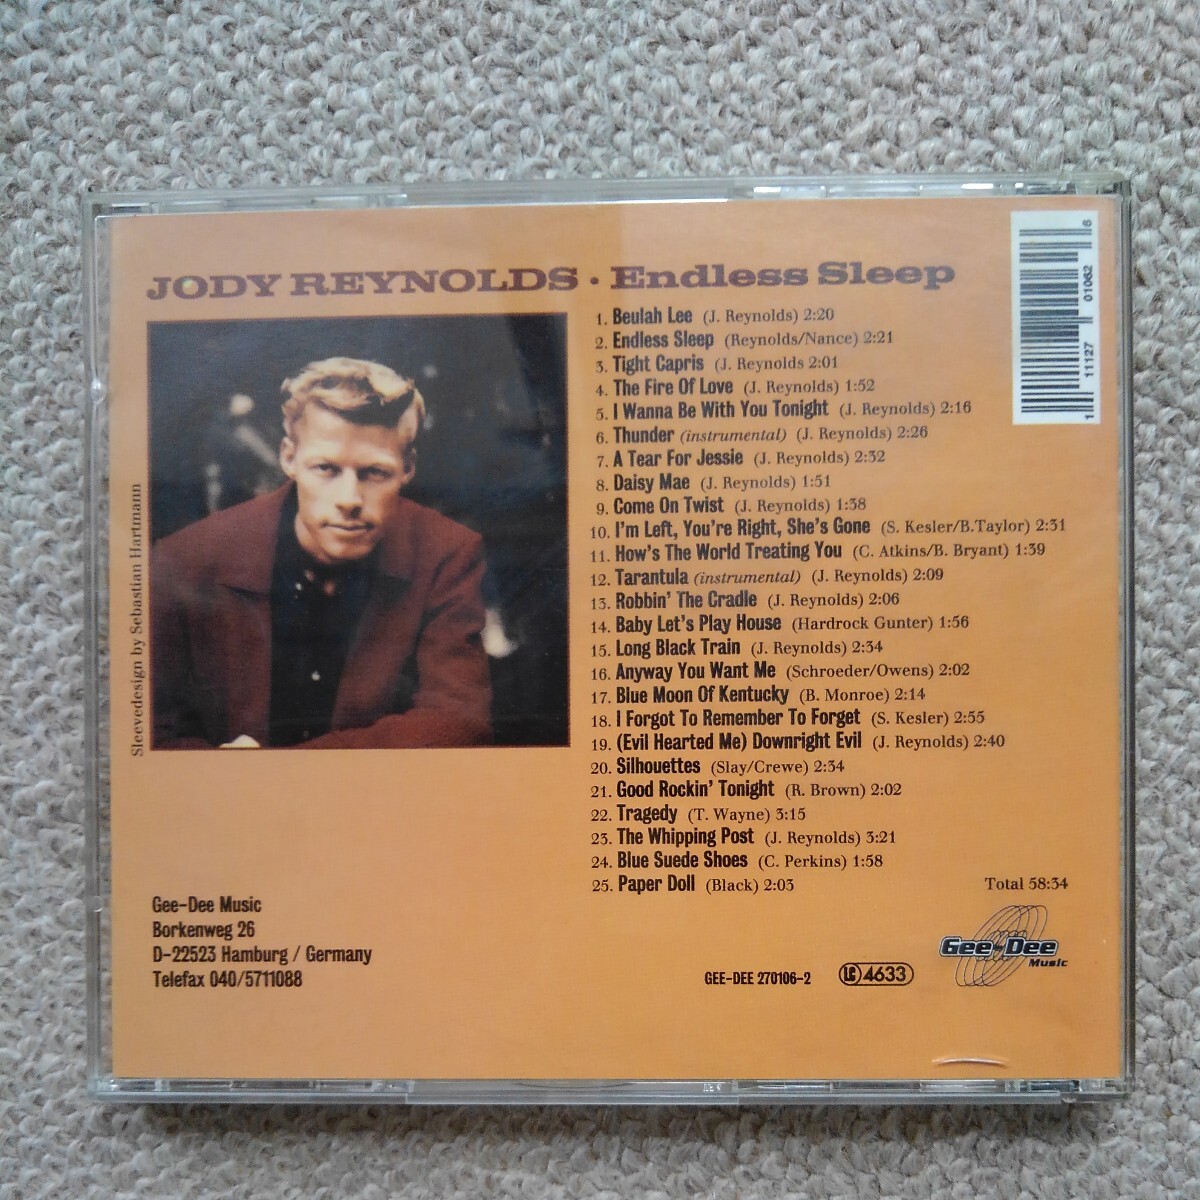 JODY REYNOLDS · Endless Sleep
1. Beulah Lee (J. Reynolds) 2:20
2. Endless Sleep (Reynolds/Nance) 2:21
3. Tight Capris (J. Reynolds 2:01
4. The Fire Of Love (J. Reynolds) 1:52
5. I Wanna Be With You Tonight (J. Reynolds) 2:16
6. Thunder (instrumental) (J. Reynolds) 2:26
7. A Tear For Jessie (J. Reynolds) 2:32
8. Daisy Mae (J. Reynolds) 1:51
9. Come On Twist (J. Reynolds) 1:38
10. I'm Left, You're Right, She's Gone (S. Kesler/B.Taylor) 2:31
11. How's The World Treating You (C. Atkins/B. Bryant) 1:39
12. Tarantula (instrumental) (J. Reynolds) 2:09
13. Robbin' The Cradle (J. Reynolds) 2:06
14. Baby Let's Play House (Hardrock Gunter) 1:56
15. Long Black Train (J. Reynolds) 2:34
16. Anyway You Want Me (Schroeder/Owens) 2:02
17. Blue Moon Of Kentucky (B. Monroe) 2:14
18. I Forgot To Remember To Forget (S. Kesler) 2:55
19. (Evil Hearted Me) Downright Evil (J. Reynolds) 2:40
20. Silhouettes (Slay/Crewe) 2:34
21. Good Rockin' Tonight (R. Brown) 2:02
22. Tragedy (T. Wayne) 3:15
23. The Whipping Post (J. Reynolds) 3:21
24. Blue Suede Shoes (C. Perkins) 1:58
25. Paper Doll (Black) 2:03
Total 58:34
Sleevedesign by Sebastian Hartmann
Gee-Dee Music
Borkenweg 26
D-22523 Hamburg / Germany
Telefax 040/5711088
GEE-DEE 270106-2
LC 4633
Gee-Dee
Music
1 11127 01062 6